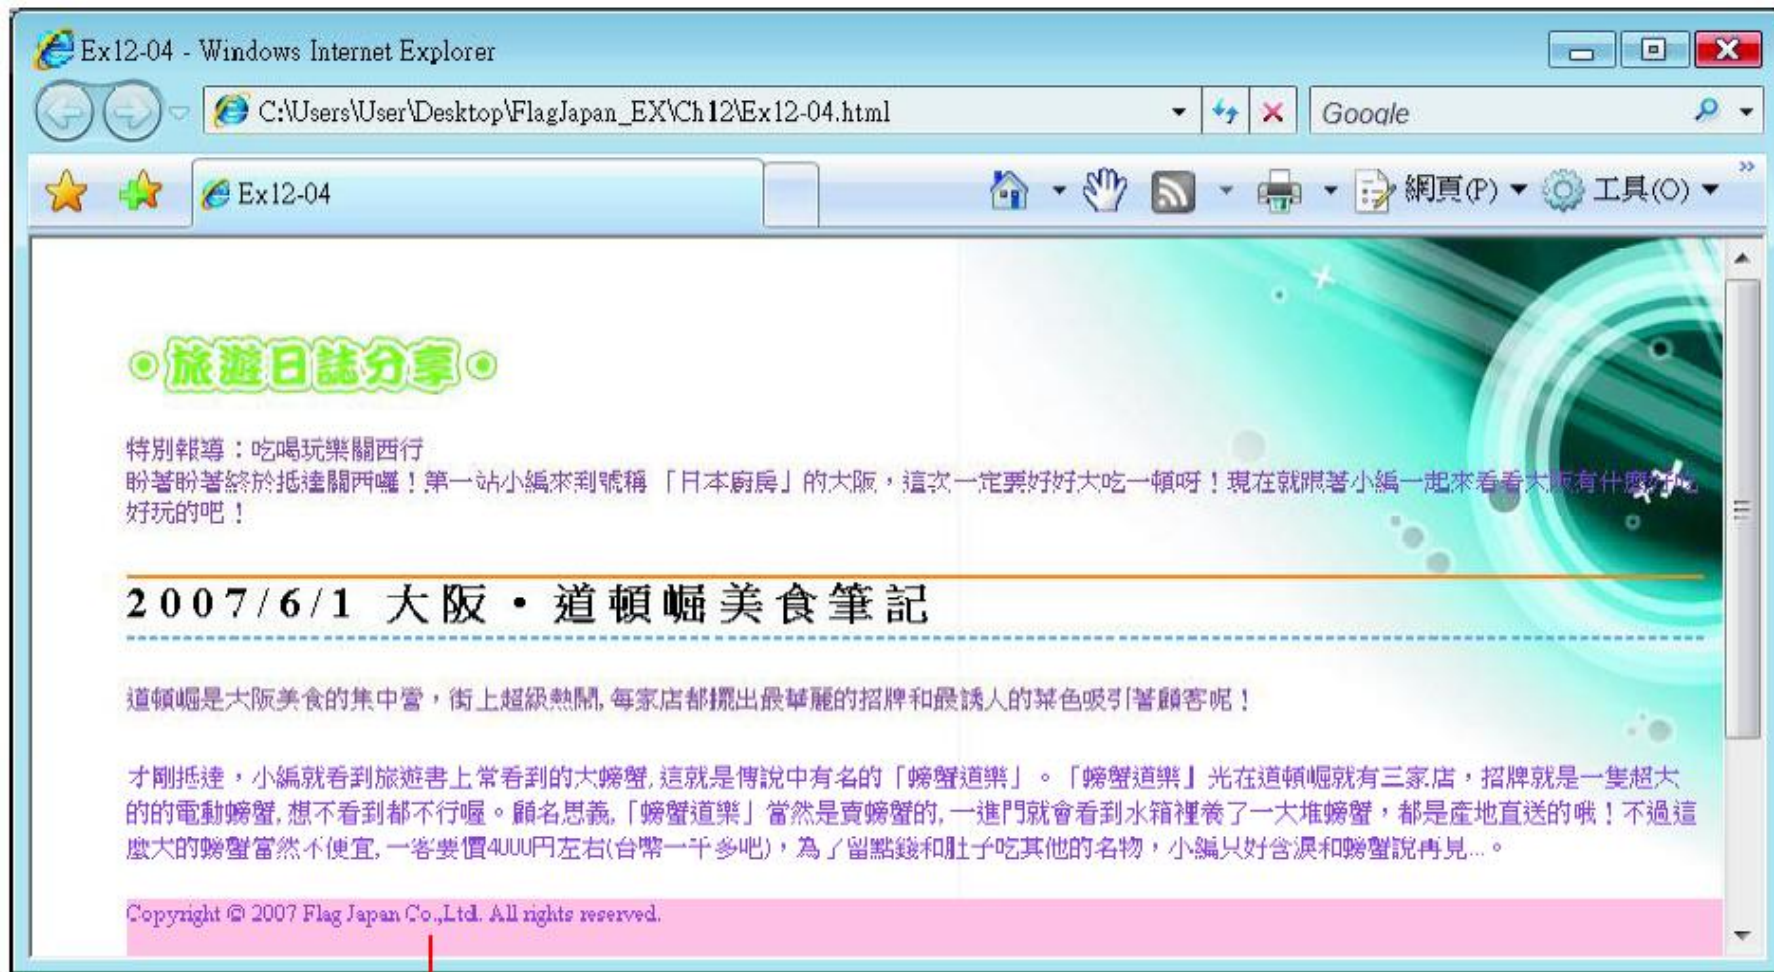 Ex12-04 - Windows Internet Explorer
C:\Users\User\Desktop\FlagJapan_EX\Ch12\Ex12-04.html
Google
Ex12-04
網頁(P)
工具(O)
旅遊日誌分享
特別報導：吃喝玩樂關西行
盼著盼著終於抵達關西囉！第一站小編來到號稱「日本廚房」的大阪，這次一定要好好大吃一頓呀！現在就跟著小編一起來看看大阪有什麼好吃
好玩的吧！
2007/6/1 大阪‧道頓崛美食筆記
道頓崛是大阪美食的集中營，街上超級熱鬧,每家店都擺出最華麗的招牌和最誘人的菜色吸引著顧客呢！
才剛抵達，小編就看到旅遊書上常看到的大螃蟹,這就是傳說中有名的「螃蟹道樂」。「螃蟹道樂」光在道頓崛就有三家店，招牌就是一隻超大
的的電動螃蟹,想不看到都不行喔。顧名思義,「螃蟹道樂」當然是賣螃蟹的,一進門就會看到水箱裡養了一大堆螃蟹，都是產地直送的哦！不過這
麼大的螃蟹當然不便宜,一客要價4000円左右(台幣一千多吧)，為了留點錢和肚子吃其他的名物，小編只好含淚和螃蟹說再見...。
Copyright © 2007 Flag Japan Co.,Ltd. All rights reserved.